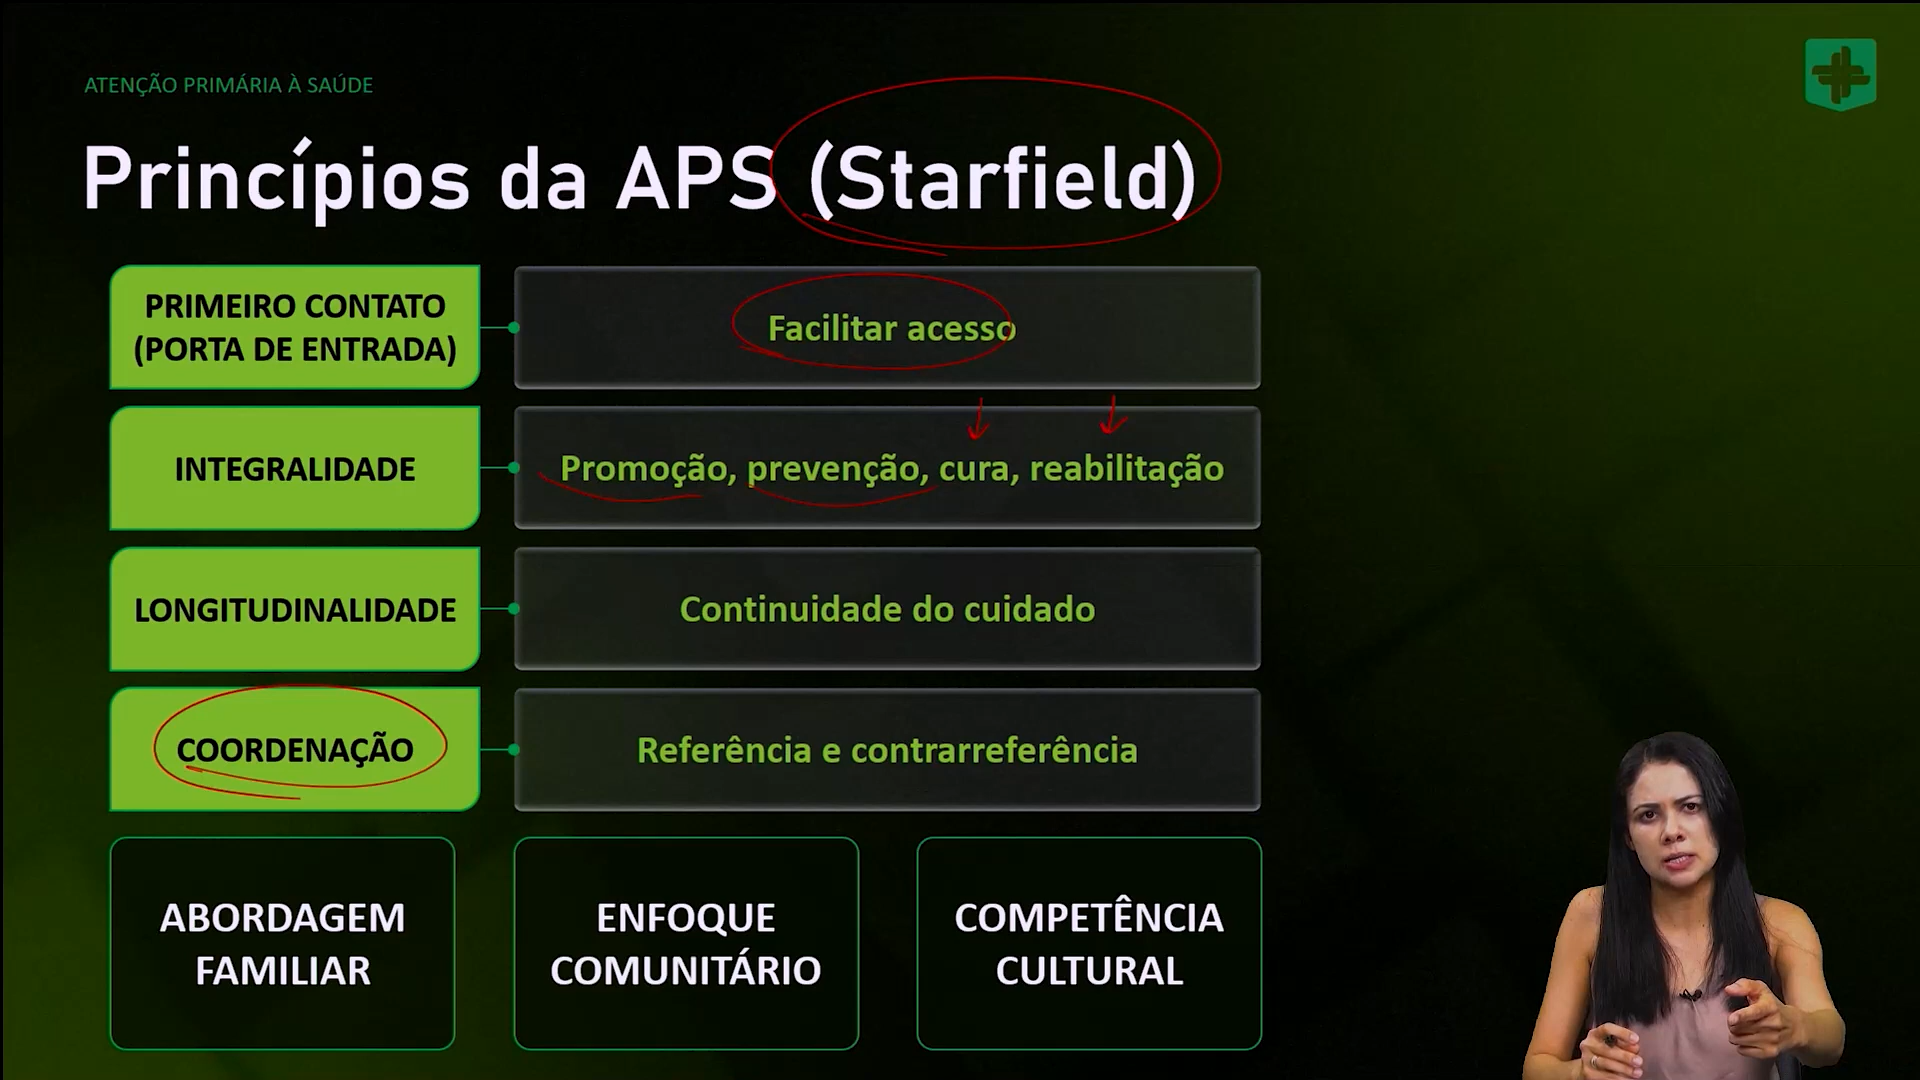 ATENÇÃO PRIMÁRIA À SAÚDE
Princípios da APS (Starfield)
PRIMEIRO CONTATO
(PORTA DE ENTRADA)
Facilitar acesso
INTEGRALIDADE
Promoção, prevenção, cura, reabilitação
LONGITUDINALIDADE
Continuidade do cuidado
COORDENAÇÃO
Referência e contrarreferência
ABORDAGEM
FAMILIAR
ENFOQUE
COMUNITÁRIO
COMPETÊNCIA
CULTURAL